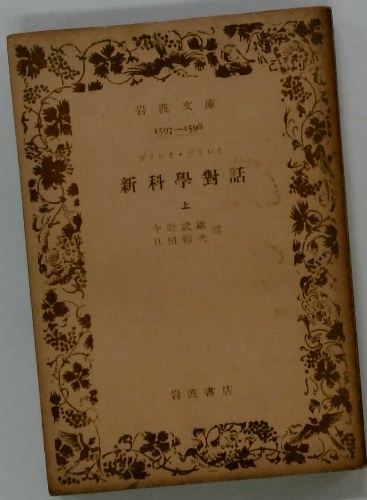 岩波文庫
1597—1598
ガリレオ・ガリレイ
新科學對話
上
今野武雄
日田節次 譯
岩波書店